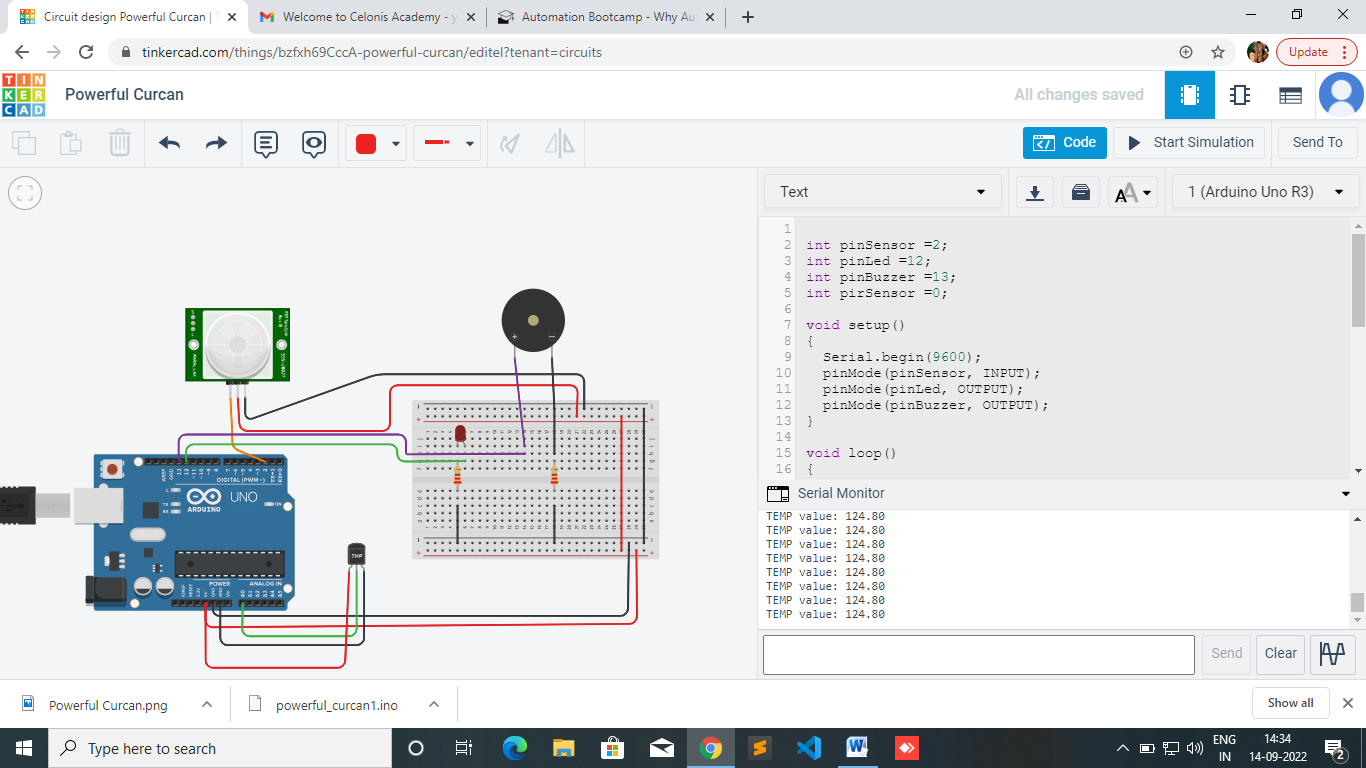 Circuit design Powerful Curcan | T
Welcome to Celonis Academy - y
Automation Bootcamp - Why Au
tinkercad.com/things/bzfxh69CccA-powerful-curcan/editel?tenant=circuits
Update
TIN
KER
CAD
Powerful Curcan
All changes saved
Code
Start Simulation
Send To
Text
1 (Arduino Uno R3)
1
2 int pinSensor =2;
3 int pinLed =12;
4 int pinBuzzer =13;
5 int pirSensor =0;
6
7 void setup()
8 {
9 Serial.begin(9600);
10 pinMode(pinSensor, INPUT);
11 pinMode(pinLed, OUTPUT);
12 pinMode(pinBuzzer, OUTPUT);
13 }
14
15 void loop()
16 {
DIGITAL (PWM ~)
UNO
ARDUINO
ON
TX
RX
L
POWER
ANALOG IN
TMP
Serial Monitor
TEMP value: 124.80
TEMP value: 124.80
TEMP value: 124.80
TEMP value: 124.80
TEMP value: 124.80
TEMP value: 124.80
TEMP value: 124.80
TEMP value: 124.80
Send
Clear
Powerful Curcan.png
powerful_curcan1.ino
Show all
Type here to search
ENG
IN
14:34
14-09-2022
2